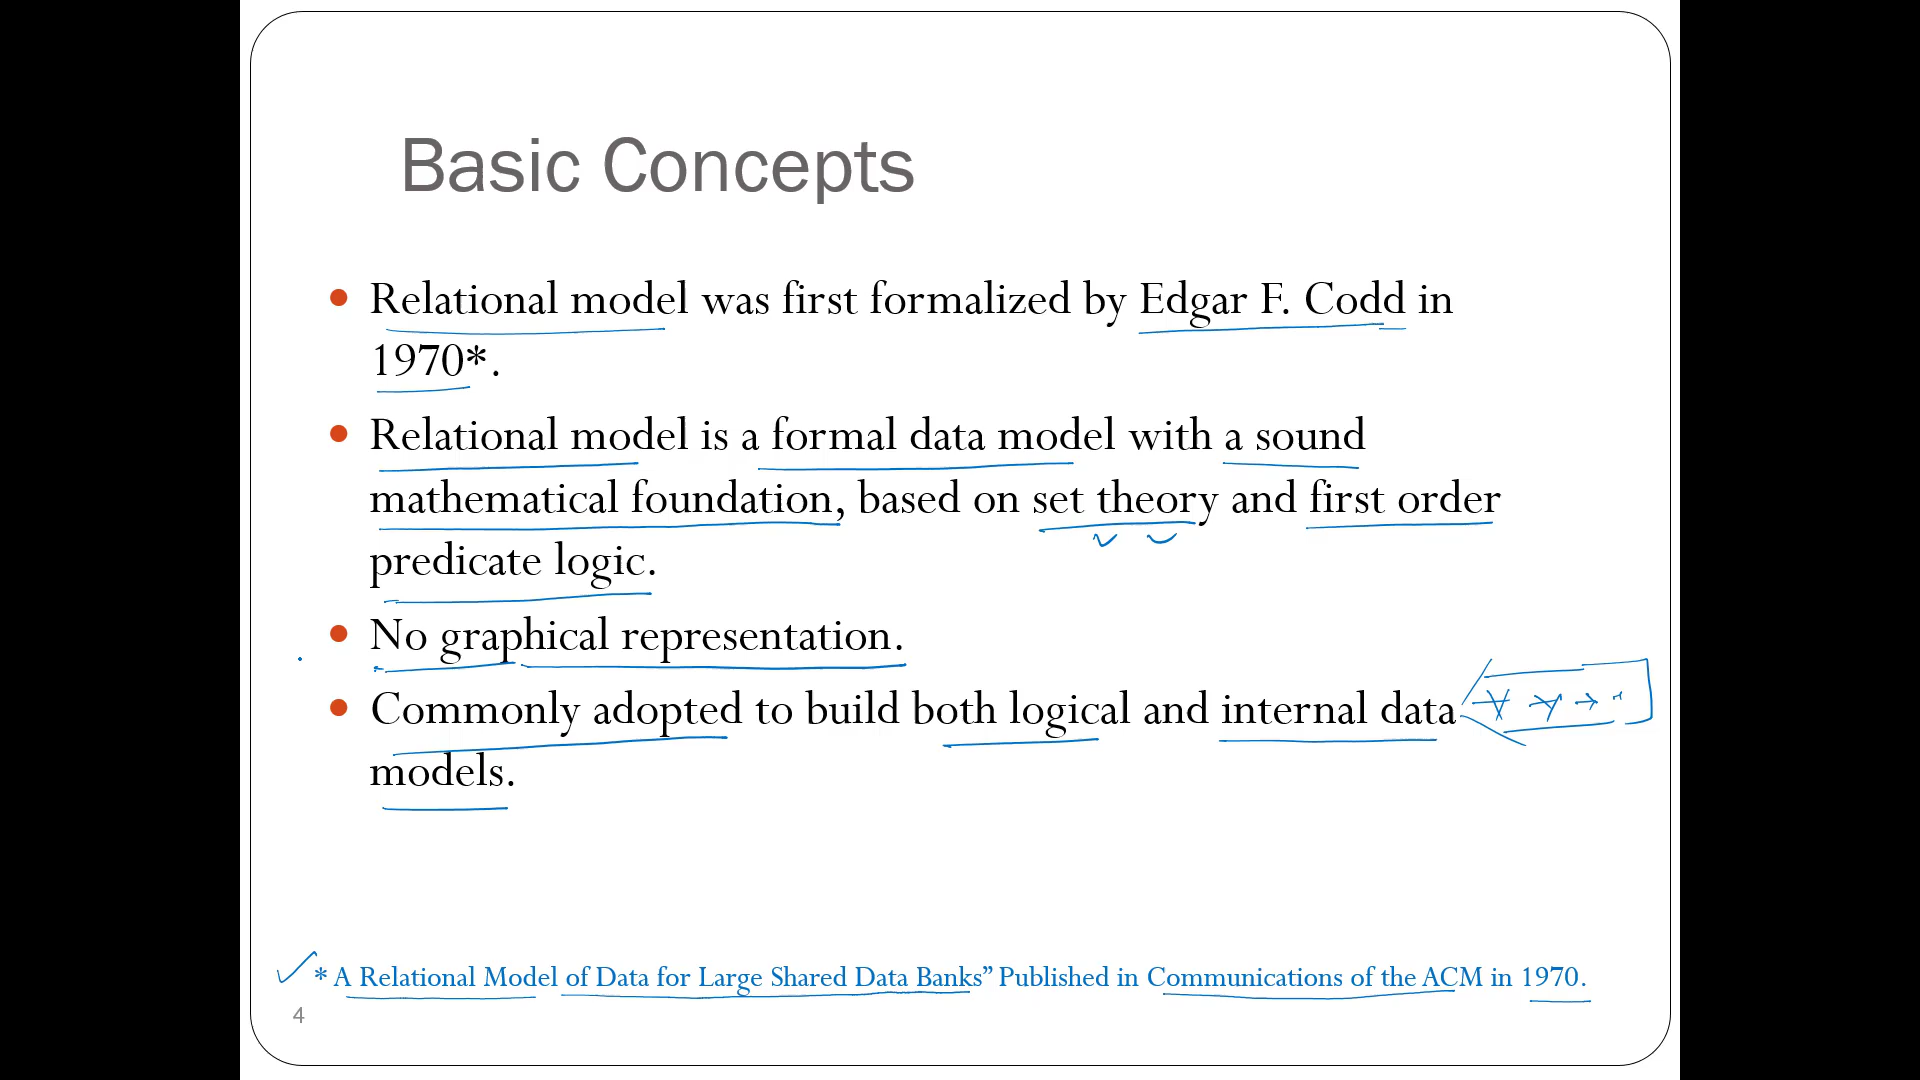 Basic Concepts
Relational model was first formalized by Edgar F. Codd in
1970*.
Relational model is a formal data model with a sound
mathematical foundation, based on set theory and first order
predicate logic.
No graphical representation.
Commonly adopted to build both logical and internal data
models.
* A Relational Model of Data for Large Shared Data Banks” Published in Communications of the ACM in 1970.
4